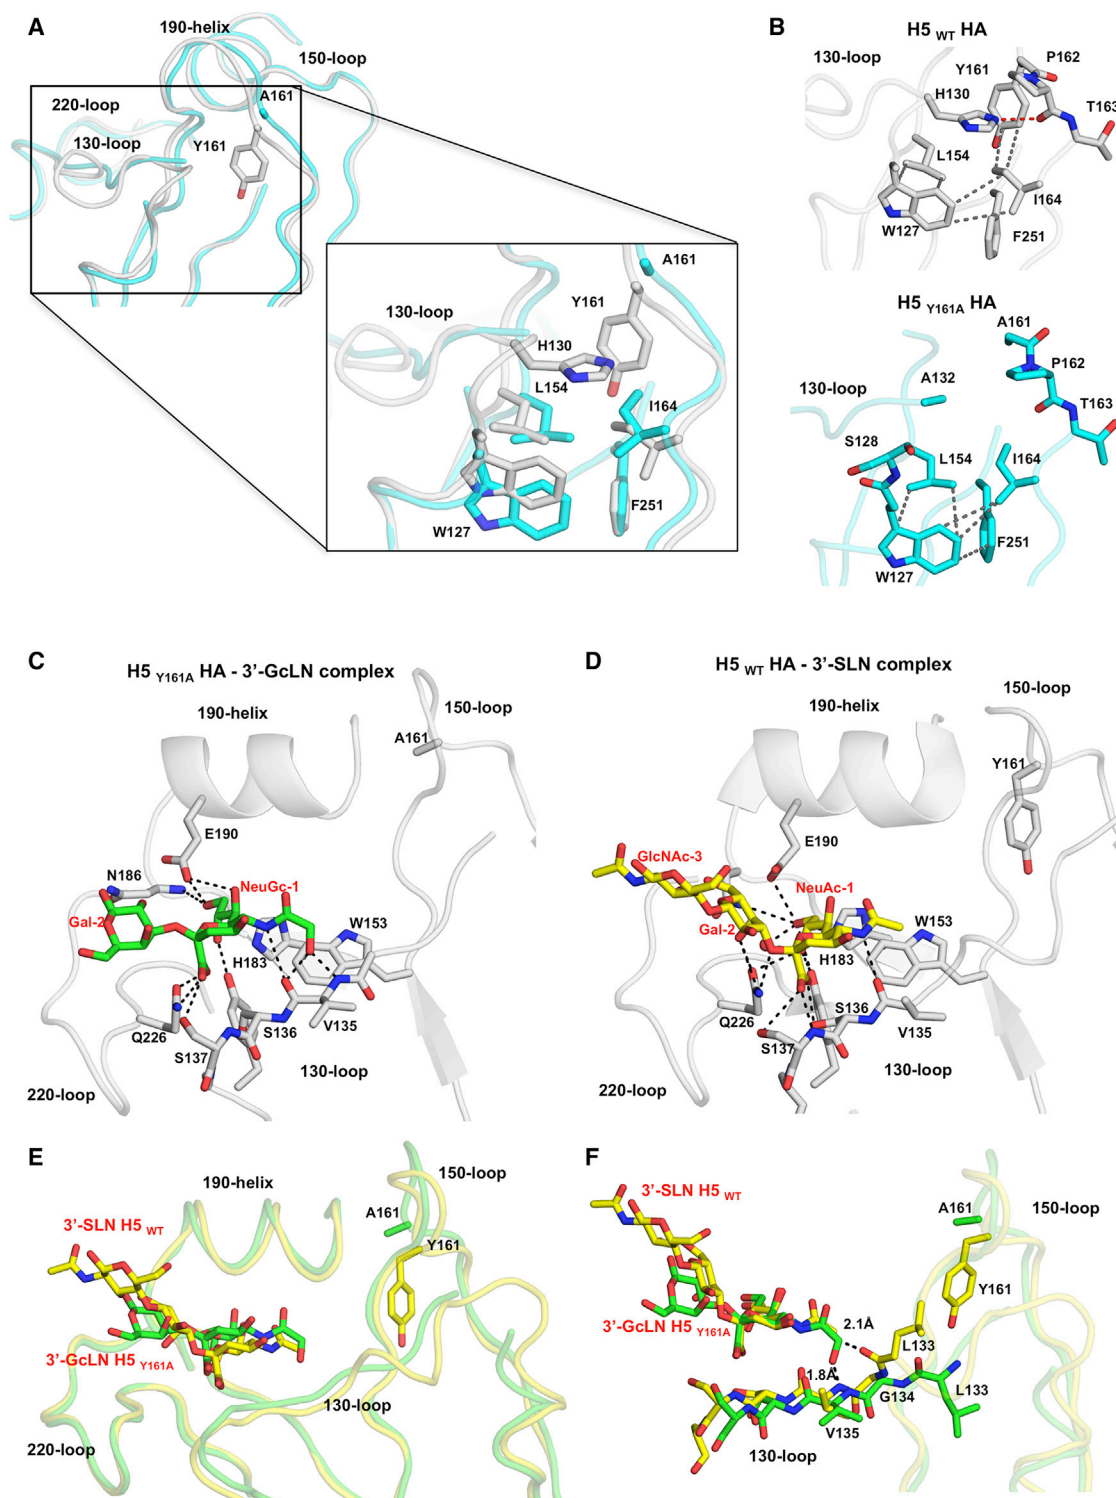 A
190-helix
150-loop
A161
220-loop
130-loop
Y161
A161
Y161
130-loop
H130
L154
I164
W127
F251
B
H5 WT HA
130-loop
P162
Y161
H130
T163
L154
I164
W127
F251
H5 Y161A HA
A161
P162
130-loop
A132
T163
S128
L154
I164
F251
W127
C
H5 Y161A HA - 3’-GcLN complex
150-loop
190-helix
A161
E190
N186
NeuGc-1
Gal-2
W153
H183
Q226
S136
V135
S137
130-loop
220-loop
D
H5 WT HA - 3’-SLN complex
150-loop
190-helix
Y161
E190
GlcNAc-3
NeuAc-1
Gal-2
W153
H183
Q226
S136
V135
S137
130-loop
220-loop
E
150-loop
190-helix
A161
3’-SLN H5 WT
Y161
3’-GcLN H5 Y161A
130-loop
220-loop
F
3’-SLN H5 WT
A161
150-loop
Y161
3’-GcLN H5 Y161A
2.1Å
L133
1.8Å
G134
L133
V135
130-loop